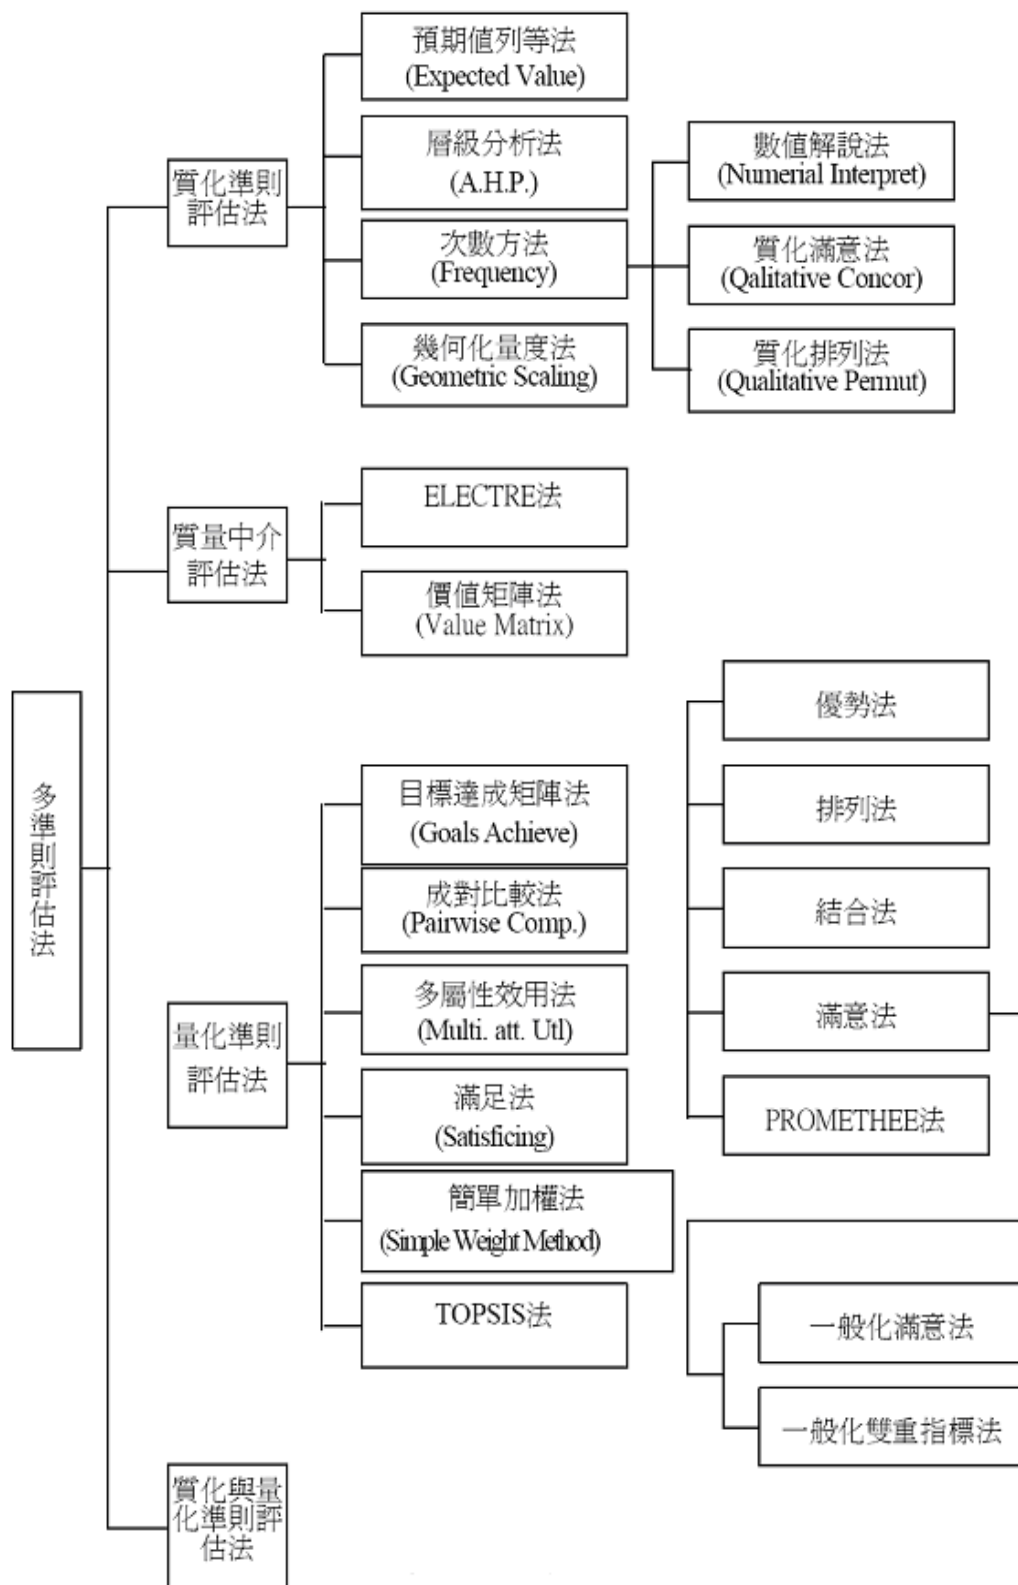 多準則評估法
質化準則
評估法
預期值列等法
(Expected Value)
層級分析法
(A.H.P.)
次數方法
(Frequency)
幾何化量度法
(Geometric Scaling)
數值解說法
(Numerial Interpret)
質化滿意法
(Qalitative Concor)
質化排列法
(Qualitative Permut)
質量中介
評估法
ELECTRE法
價值矩陣法
(Value Matrix)
量化準則
評估法
目標達成矩陣法
(Goals Achieve)
成對比較法
(Pairwise Comp.)
多屬性效用法
(Multi. att. Utl)
滿足法
(Satisficing)
簡單加權法
(Simple Weight Method)
TOPSIS法
優勢法
排列法
結合法
滿意法
PROMETHEE法
一般化滿意法
一般化雙重指標法
質化與量
化準則評
估法